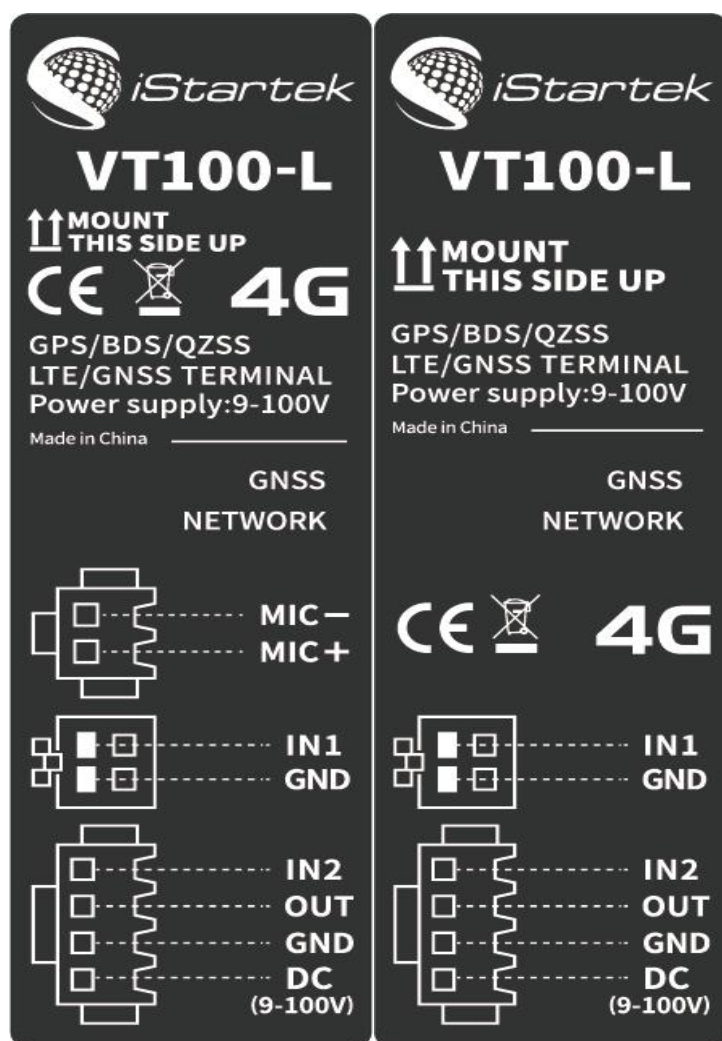 iStartek
VT100-L
MOUNT
THIS SIDE UP
CE 4G
GPS/BDS/QZSS
LTE/GNSS TERMINAL
Power supply:9-100V
Made in China
GNSS
NETWORK
MIC-
MIC+
IN1
GND
IN2
OUT
GND
DC
(9-100V)
iStartek
VT100-L
MOUNT
THIS SIDE UP
GPS/BDS/QZSS
LTE/GNSS TERMINAL
Power supply:9-100V
Made in China
GNSS
NETWORK
CE 4G
IN1
GND
IN2
OUT
GND
DC
(9-100V)